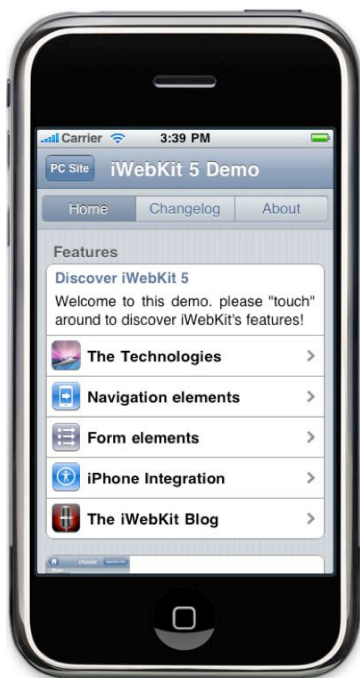 Carrier 3:39 PM
PC Site iWebKit 5 Demo
Home Changelog About
Features
Discover iWebKit 5
Welcome to this demo. please "touch"
around to discover iWebKit's features!
The Technologies
Navigation elements
Form elements
iPhone Integration
The iWebKit Blog